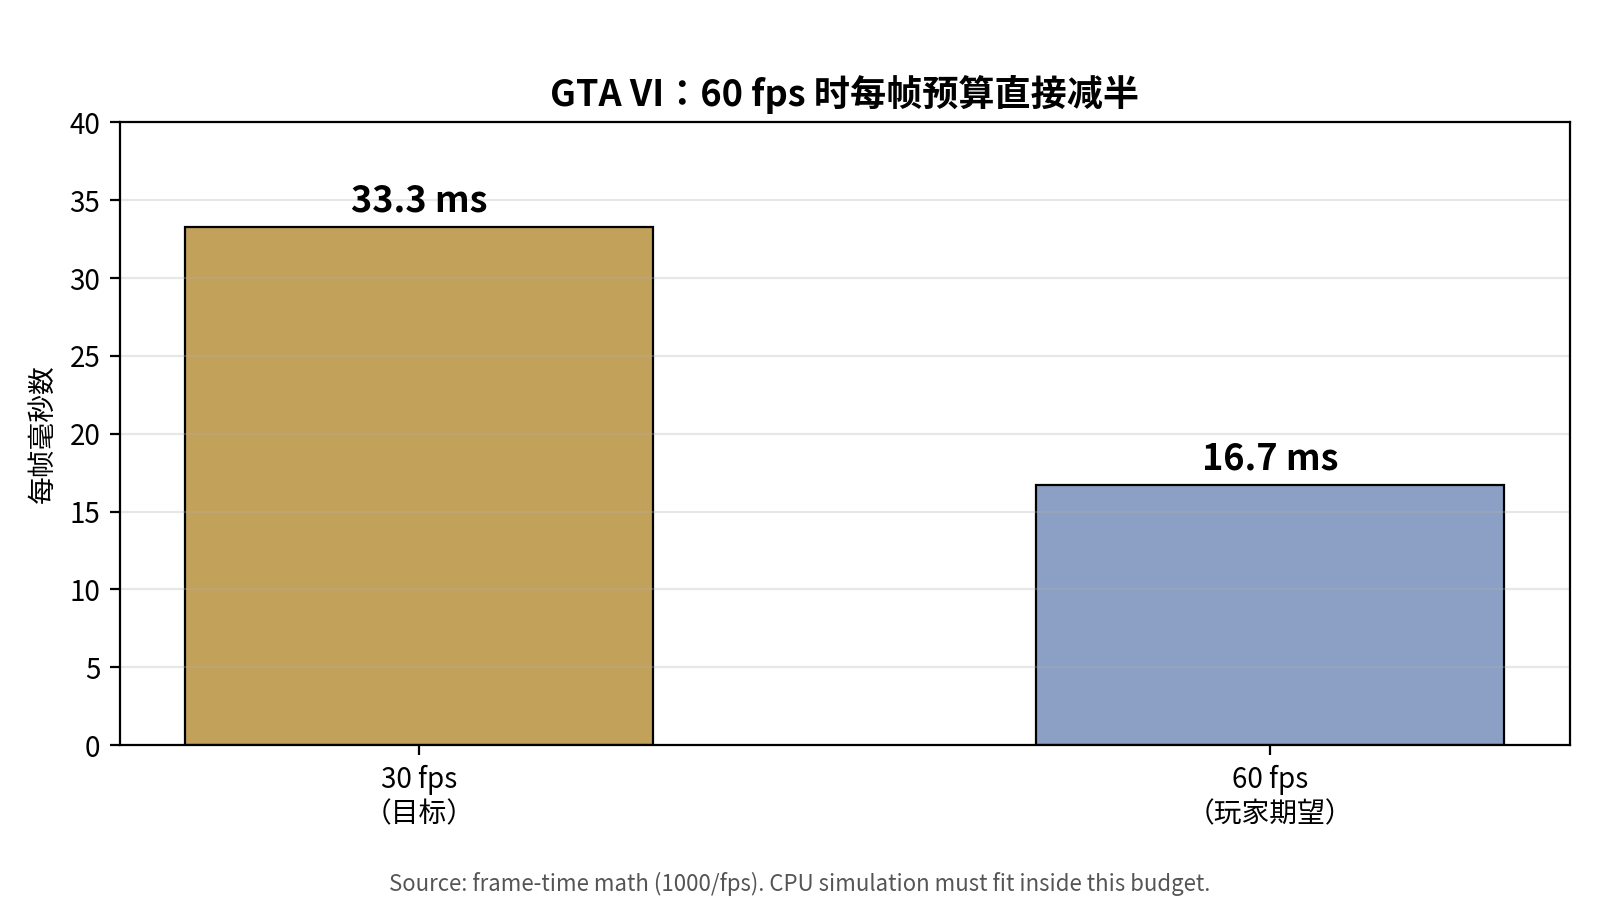 GTA VI：60 fps 时每帧预算直接减半
每帧毫秒数
40
35
30
25
20
15
10
5
0
33.3 ms
16.7 ms
30 fps
（目标）
60 fps
（玩家期望）
Source: frame-time math (1000/fps). CPU simulation must fit inside this budget.